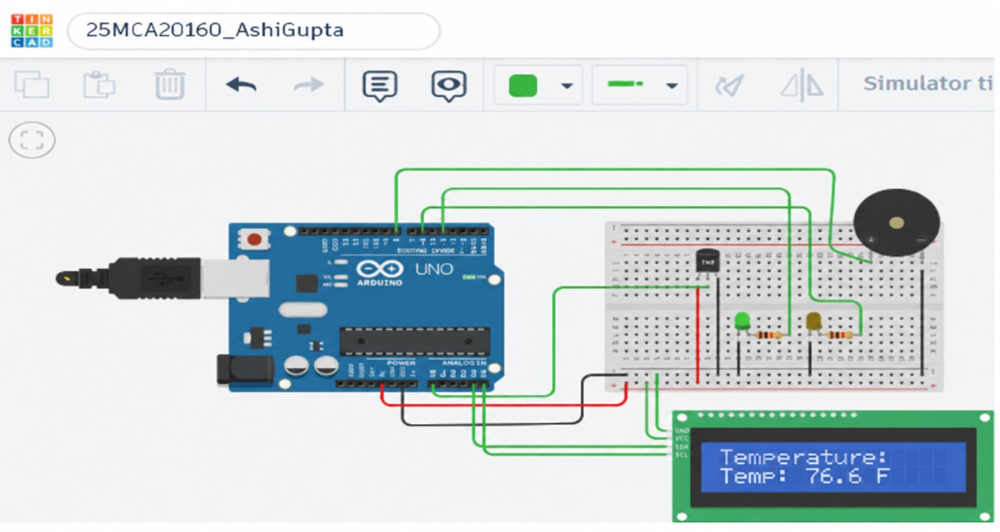 TIN
KER
CAD
25MCA20160_AshiGupta
Simulator ti
UNO
ARDUINO
TMP
POWER
ANALOG IN
GND
VCC
SDA
SCL
Temperature:
Temp: 76.6 F